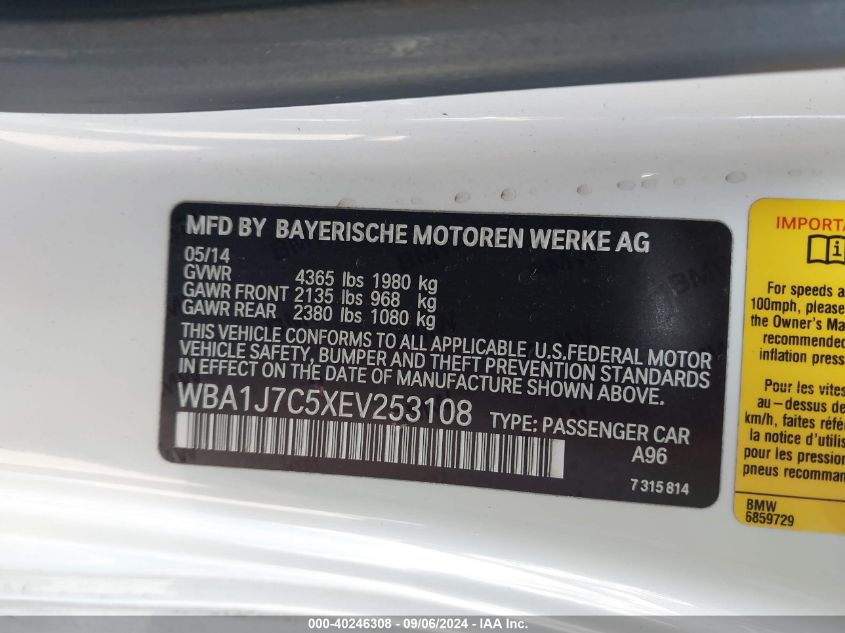 MFD BY BAYERISCHE MOTOREN WERKE AG
05/14
GVWR 4365 lbs 1980 kg
GAWR FRONT 2135 lbs 968 kg
GAWR REAR 2380 lbs 1080 kg
THIS VEHICLE CONFORMS TO ALL APPLICABLE U.S.FEDERAL MOTOR
VEHICLE SAFETY, BUMPER AND THEFT PREVENTION STANDARDS
IN EFFECT ON THE DATE OF MANUFACTURE SHOWN ABOVE.
WBA1J7C5XEV253108 TYPE: PASSENGER CAR
A96
7 315 814
IMPORTA
For speeds a
100mph, please
the Owner's Ma
recommended
inflation press
Pour les vites
au-dessus de
km/h, faites référ
la notice d'utilis
pour les pression
pneus recomman
BMW
6859729
000-40246308 - 09/06/2024 - IAA Inc.